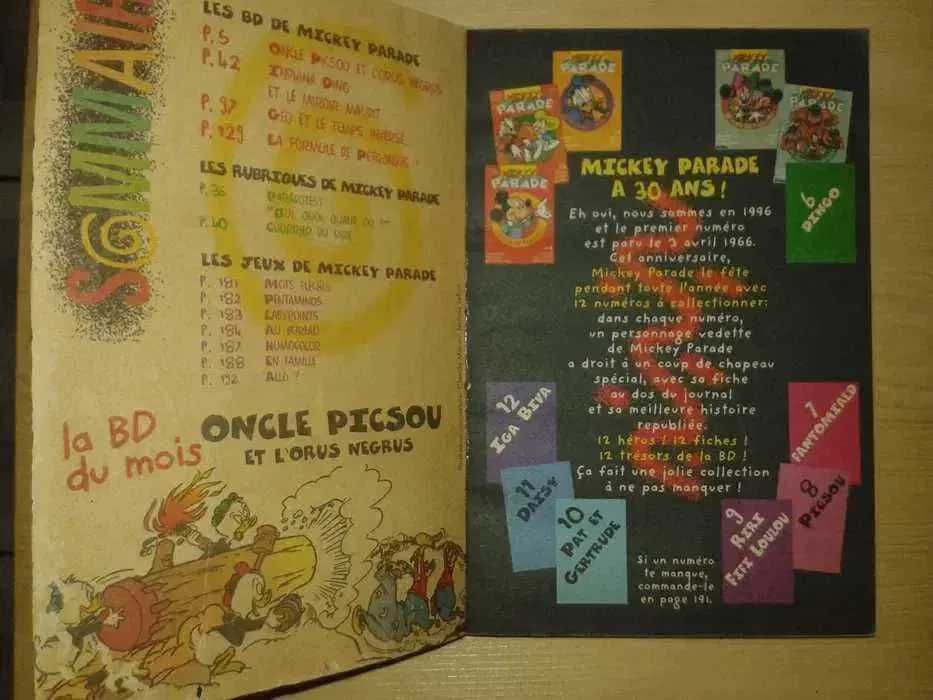 SOMMAIRE
LES BD DE MICKEY PARADE
P. 5 ONCLE PICSOU ET L'ORUS NEGRUS
P. 42 INDIANA DING
ET LE MIROIR MAUDIT
P. 97 GÉO ET LE TEMPS INVERSÉ
P. 129 LA FORMULE DE PÉTRONIUS
LES RUBRIQUES DE MICKEY PARADE
P. 36
P. 40
LES JEUX DE MICKEY PARADE
P. 181 MOTS FLÉCHÉS
P. 182 PENTAMINOS
P. 183 LABYPOINTS
P. 184 AU BUREAU
P. 187 NUMOCOLOR
P. 188 EN FAMILLE
P. 192 ALLO ?
la BD
du mois
ONCLE PICSOU
ET L'ORUS NEGRUS
MICKEY
PARADE
MICKEY
PARADE
PARADE
MICKEY
PARADE
PARADE
MICKEY PARADE
A 30 ANS !
Eh oui, nous sommes en 1996
et le premier numéro
est paru le 3 avril 1966.
Cet anniversaire,
Mickey Parade le fête
pendant toute l'année avec
12 numéros à collectionner:
dans chaque numéro,
un personnage vedette
de Mickey Parade
a droit à un coup de chapeau
spécial, avec sa fiche
au dos du journal
et sa meilleure histoire
republiée.
12 héros ! 12 fiches !
12 trésors de la BD !
Ça fait une jolie collection
à ne pas manquer !
6
DINGO
7
FANTOMIALD
8
PICSOU
9
RIRI
FIFI LOULOU
10
PAT ET
GERTRUDE
11
DAISY
12
IGA BIVA
Si un numéro
te manque,
commande-le
en page 191.